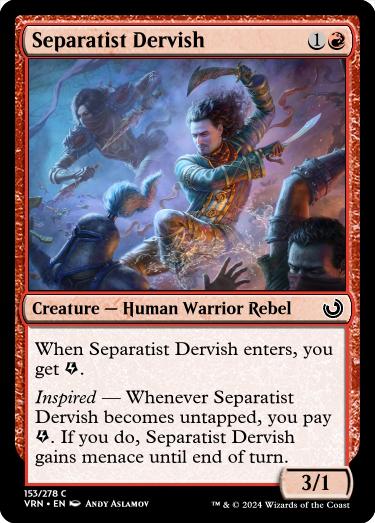 Separatist Dervish 1
Creature — Human Warrior Rebel
When Separatist Dervish enters, you
get .
Inspired — Whenever Separatist
Dervish becomes untapped, you pay
. If you do, Separatist Dervish
gains menace until end of turn.
3/1
153/278 C
VRN • EN Andy Aslamov
™ & © 2024 Wizards of the Coast